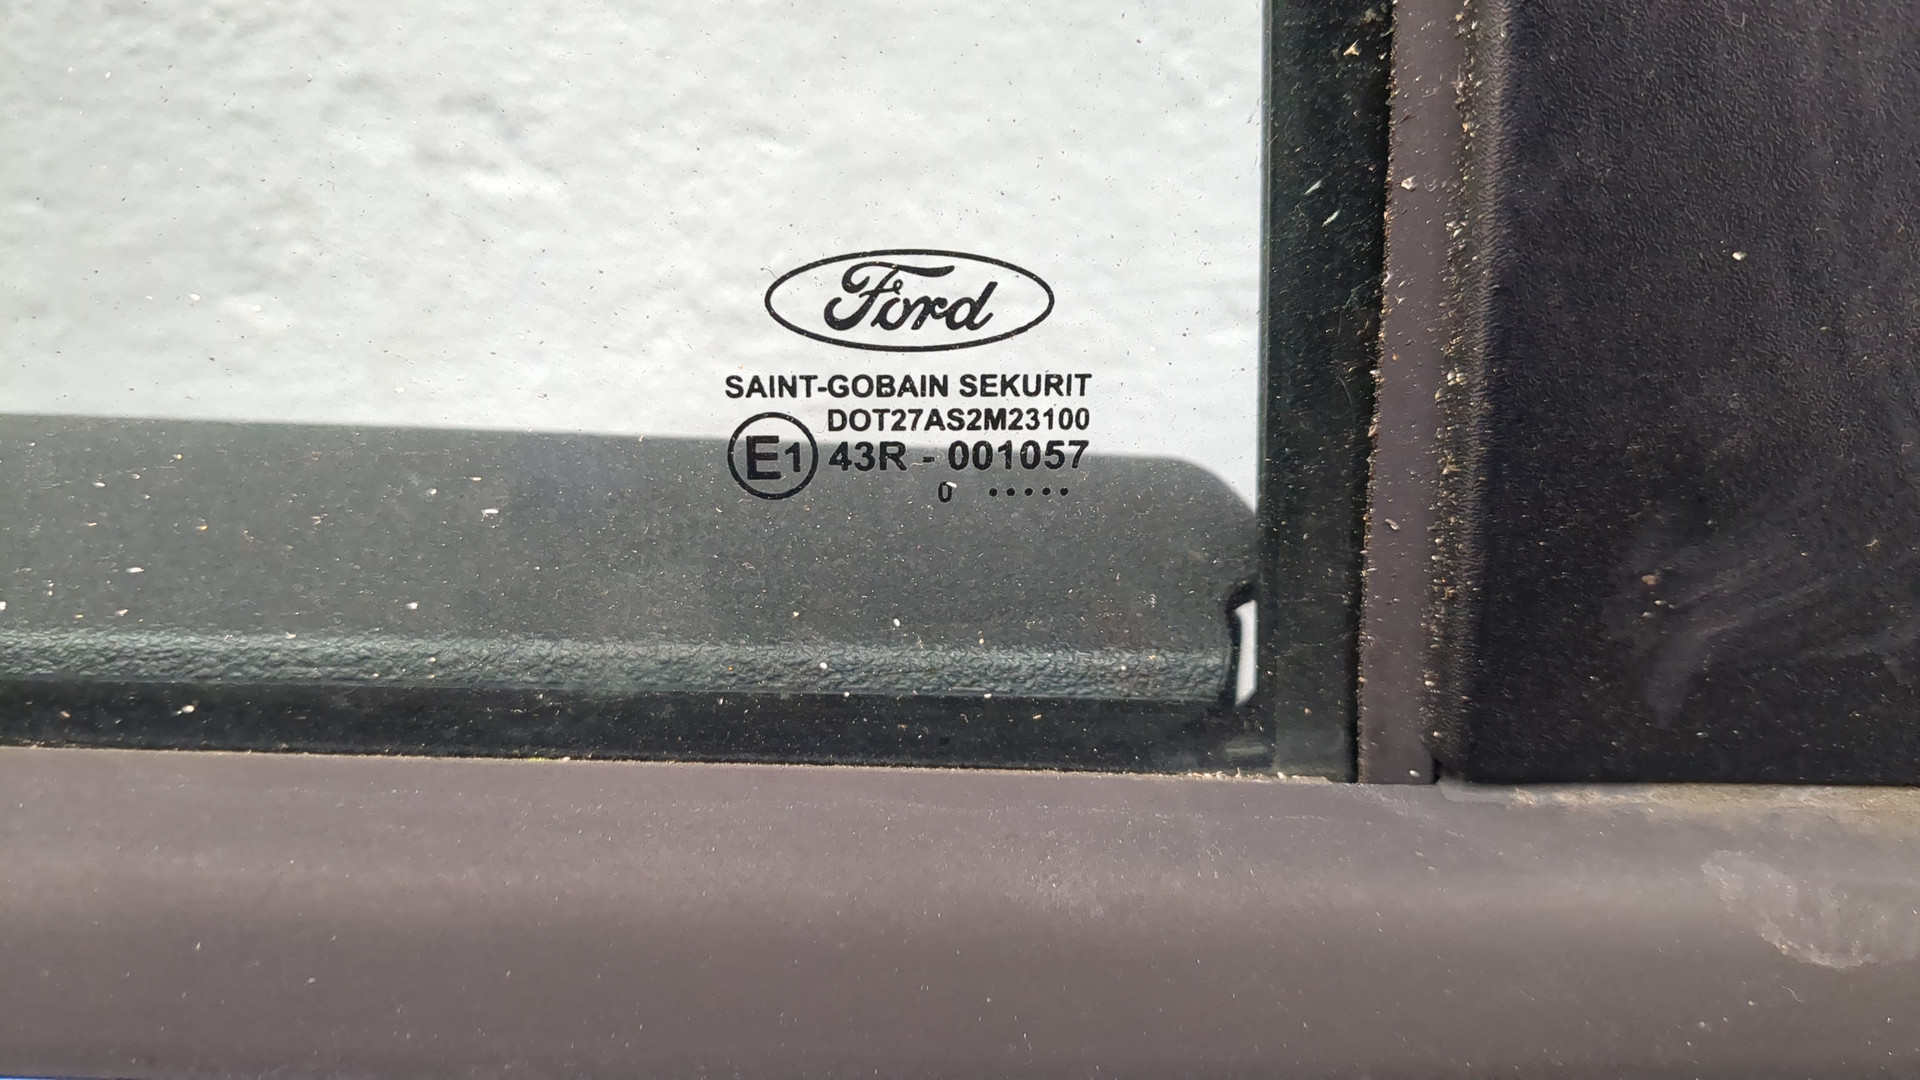 Ford
SAINT-GOBAIN SEKURIT
DOT27AS2M23100
E1 43R - 001057
0 •••••